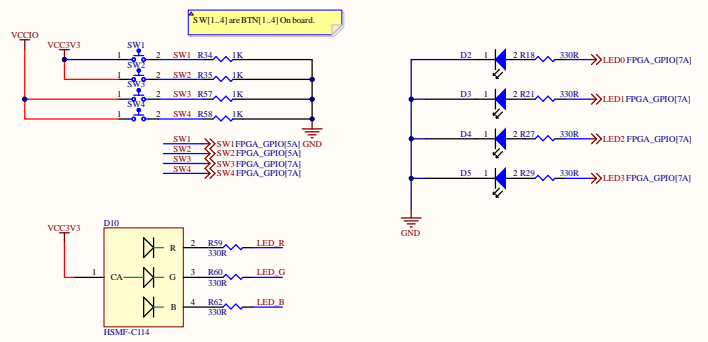 SW[1..4] are BTN[1..4] On board.
VCCIO
VCC3V3
SW1
1 2 SW1 R34 1K
SW2
1 2 SW2 R35 1K
SW3
1 2 SW3 R57 1K
SW4
1 2 SW4 R58 1K
GND
SW1 SW1 FPGA_GPIO[5A]
SW2 SW2 FPGA_GPIO[5A]
SW3 SW3 FPGA_GPIO[7A]
SW4 SW4 FPGA_GPIO[7A]
D2 1 2 R18 330R LED0 FPGA_GPIO[7A]
D3 1 2 R21 330R LED1 FPGA_GPIO[7A]
D4 1 2 R27 330R LED2 FPGA_GPIO[7A]
D5 1 2 R29 330R LED3 FPGA_GPIO[7A]
GND
VCC3V3
D10
R 2 R59 LED_R
330R
1 CA G 3 R60 LED_G
330R
B 4 R62 LED_B
330R
HSMF-C114